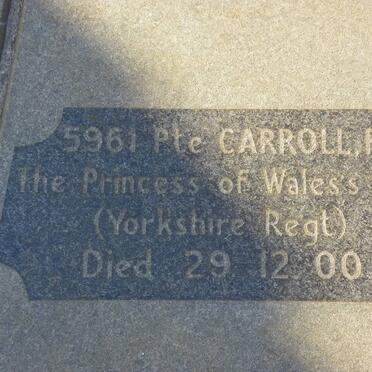 5961 Pte CARROLL,
The Princess of Wales's
(Yorkshire Regt)
Died 29 12 00